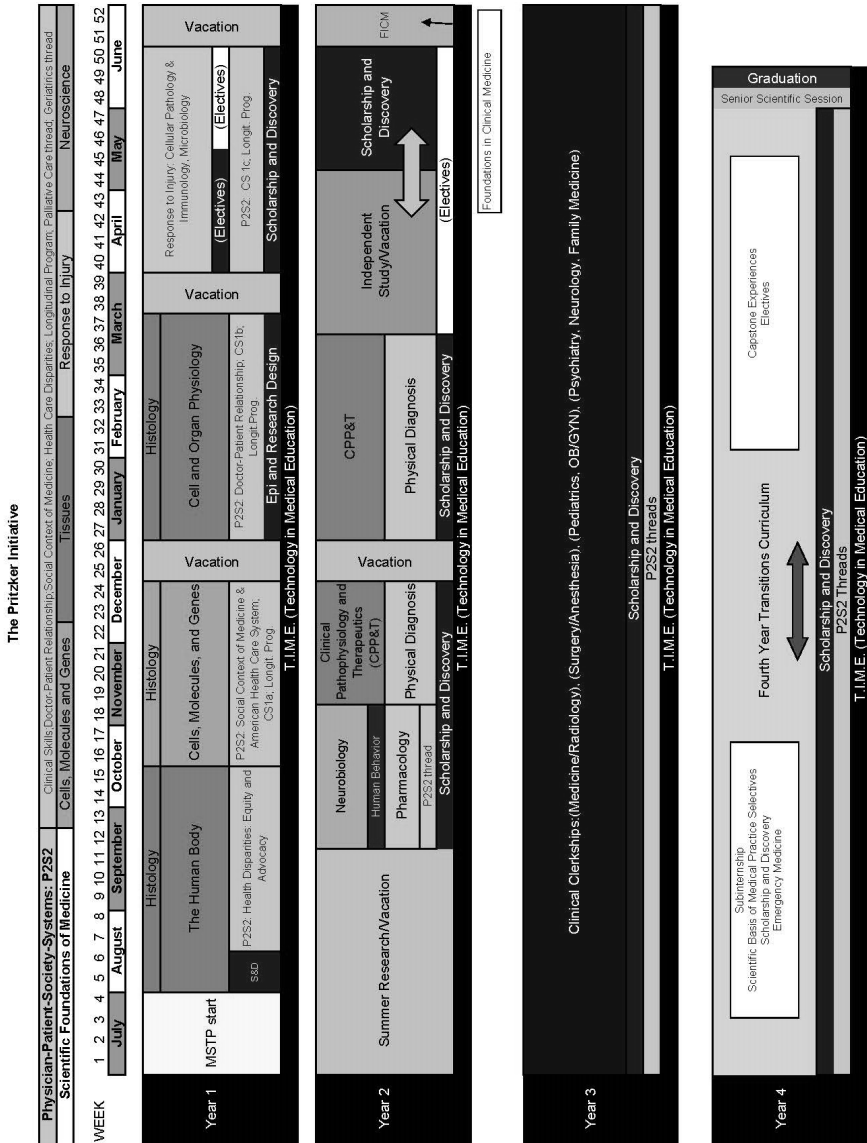 The Pritzker Initiative
Physician-Patient-Society-Systems: P2S2
Clinical Skills,Doctor-Patient Relationship,Social Context of Medicine, Health Care Disparities, Longitudinal Program; Palliative Care thread; Geriatrics thread
Scientific Foundations of Medicine
Cells, Molecules and Genes
Tissues
Response to Injury
Neuroscience
WEEK
1 2 3 4 5 6 7 8 9 10 11 12 13 14 15 16 17 18 19 20 21 22 23 24 25 26 27 28 29 30 31 32 33 34 35 36 37 38 39 40 41 42 43 44 45 46 47 48 49 50 51 52
July
August
September
October
November
December
January
February
March
April
May
June
Year 1
MSTP start
Histology
The Human Body
S&D
P2S2: Health Disparities: Equity and
Advocacy
Histology
Cells, Molecules, and Genes
P2S2: Social Context of Medicine &
American Health Care System;
CS1a; Longit. Prog
Vacation
Histology
Cell and Organ Physiology
P2S2: Doctor-Patient Relationship, CS1b,
Longit.Prog.
Epi and Research Design
Vacation
Response to Injury: Cellular Pathology &
Immunology, Microbiology
(Electives)
(Electives)
P2S2: CS 1c, Longit. Prog.
Scholarship and Discovery
Vacation
T.I.M.E. (Technology in Medical Education)
Year 2
Summer Research/Vacation
Neurobiology
Human Behavior
Pharmacology
P2S2 thread
Clinical
Pathophysiology and
Therapeutics
(CPP&T)
Physical Diagnosis
Scholarship and Discovery
Vacation
CPP&T
Physical Diagnosis
Scholarship and Discovery
Independent
Study/Vacation
Scholarship and
Discovery
(Electives)
FICM
T.I.M.E. (Technology in Medical Education)
Foundations in Clinical Medicine
Year 3
Clinical Clerkships:(Medicine/Radiology), (Surgery/Anesthesia), (Pediatrics, OB/GYN), (Psychiatry, Neurology, Family Medicine)
Scholarship and Discovery
P2S2 threads
T.I.M.E. (Technology in Medical Education)
Year 4
Subinternship
Scientific Basis of Medical Practice Selectives
Scholarship and Discovery
Emergency Medicine
Fourth Year Transitions Curriculum
Capstone Experiences
Electives
Senior Scientific Session
Graduation
Scholarship and Discovery
P2S2 Threads
T.I.M.E. (Technology in Medical Education)